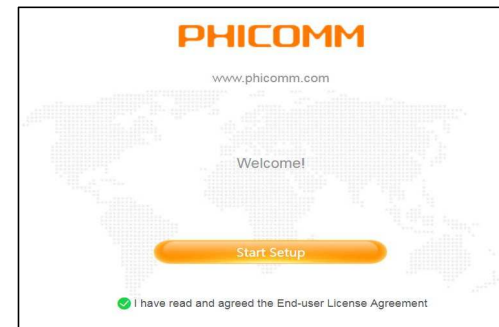 PHICOMM
www.phicomm.com
Welcome!
Start Setup
I have read and agreed the End-user License Agreement